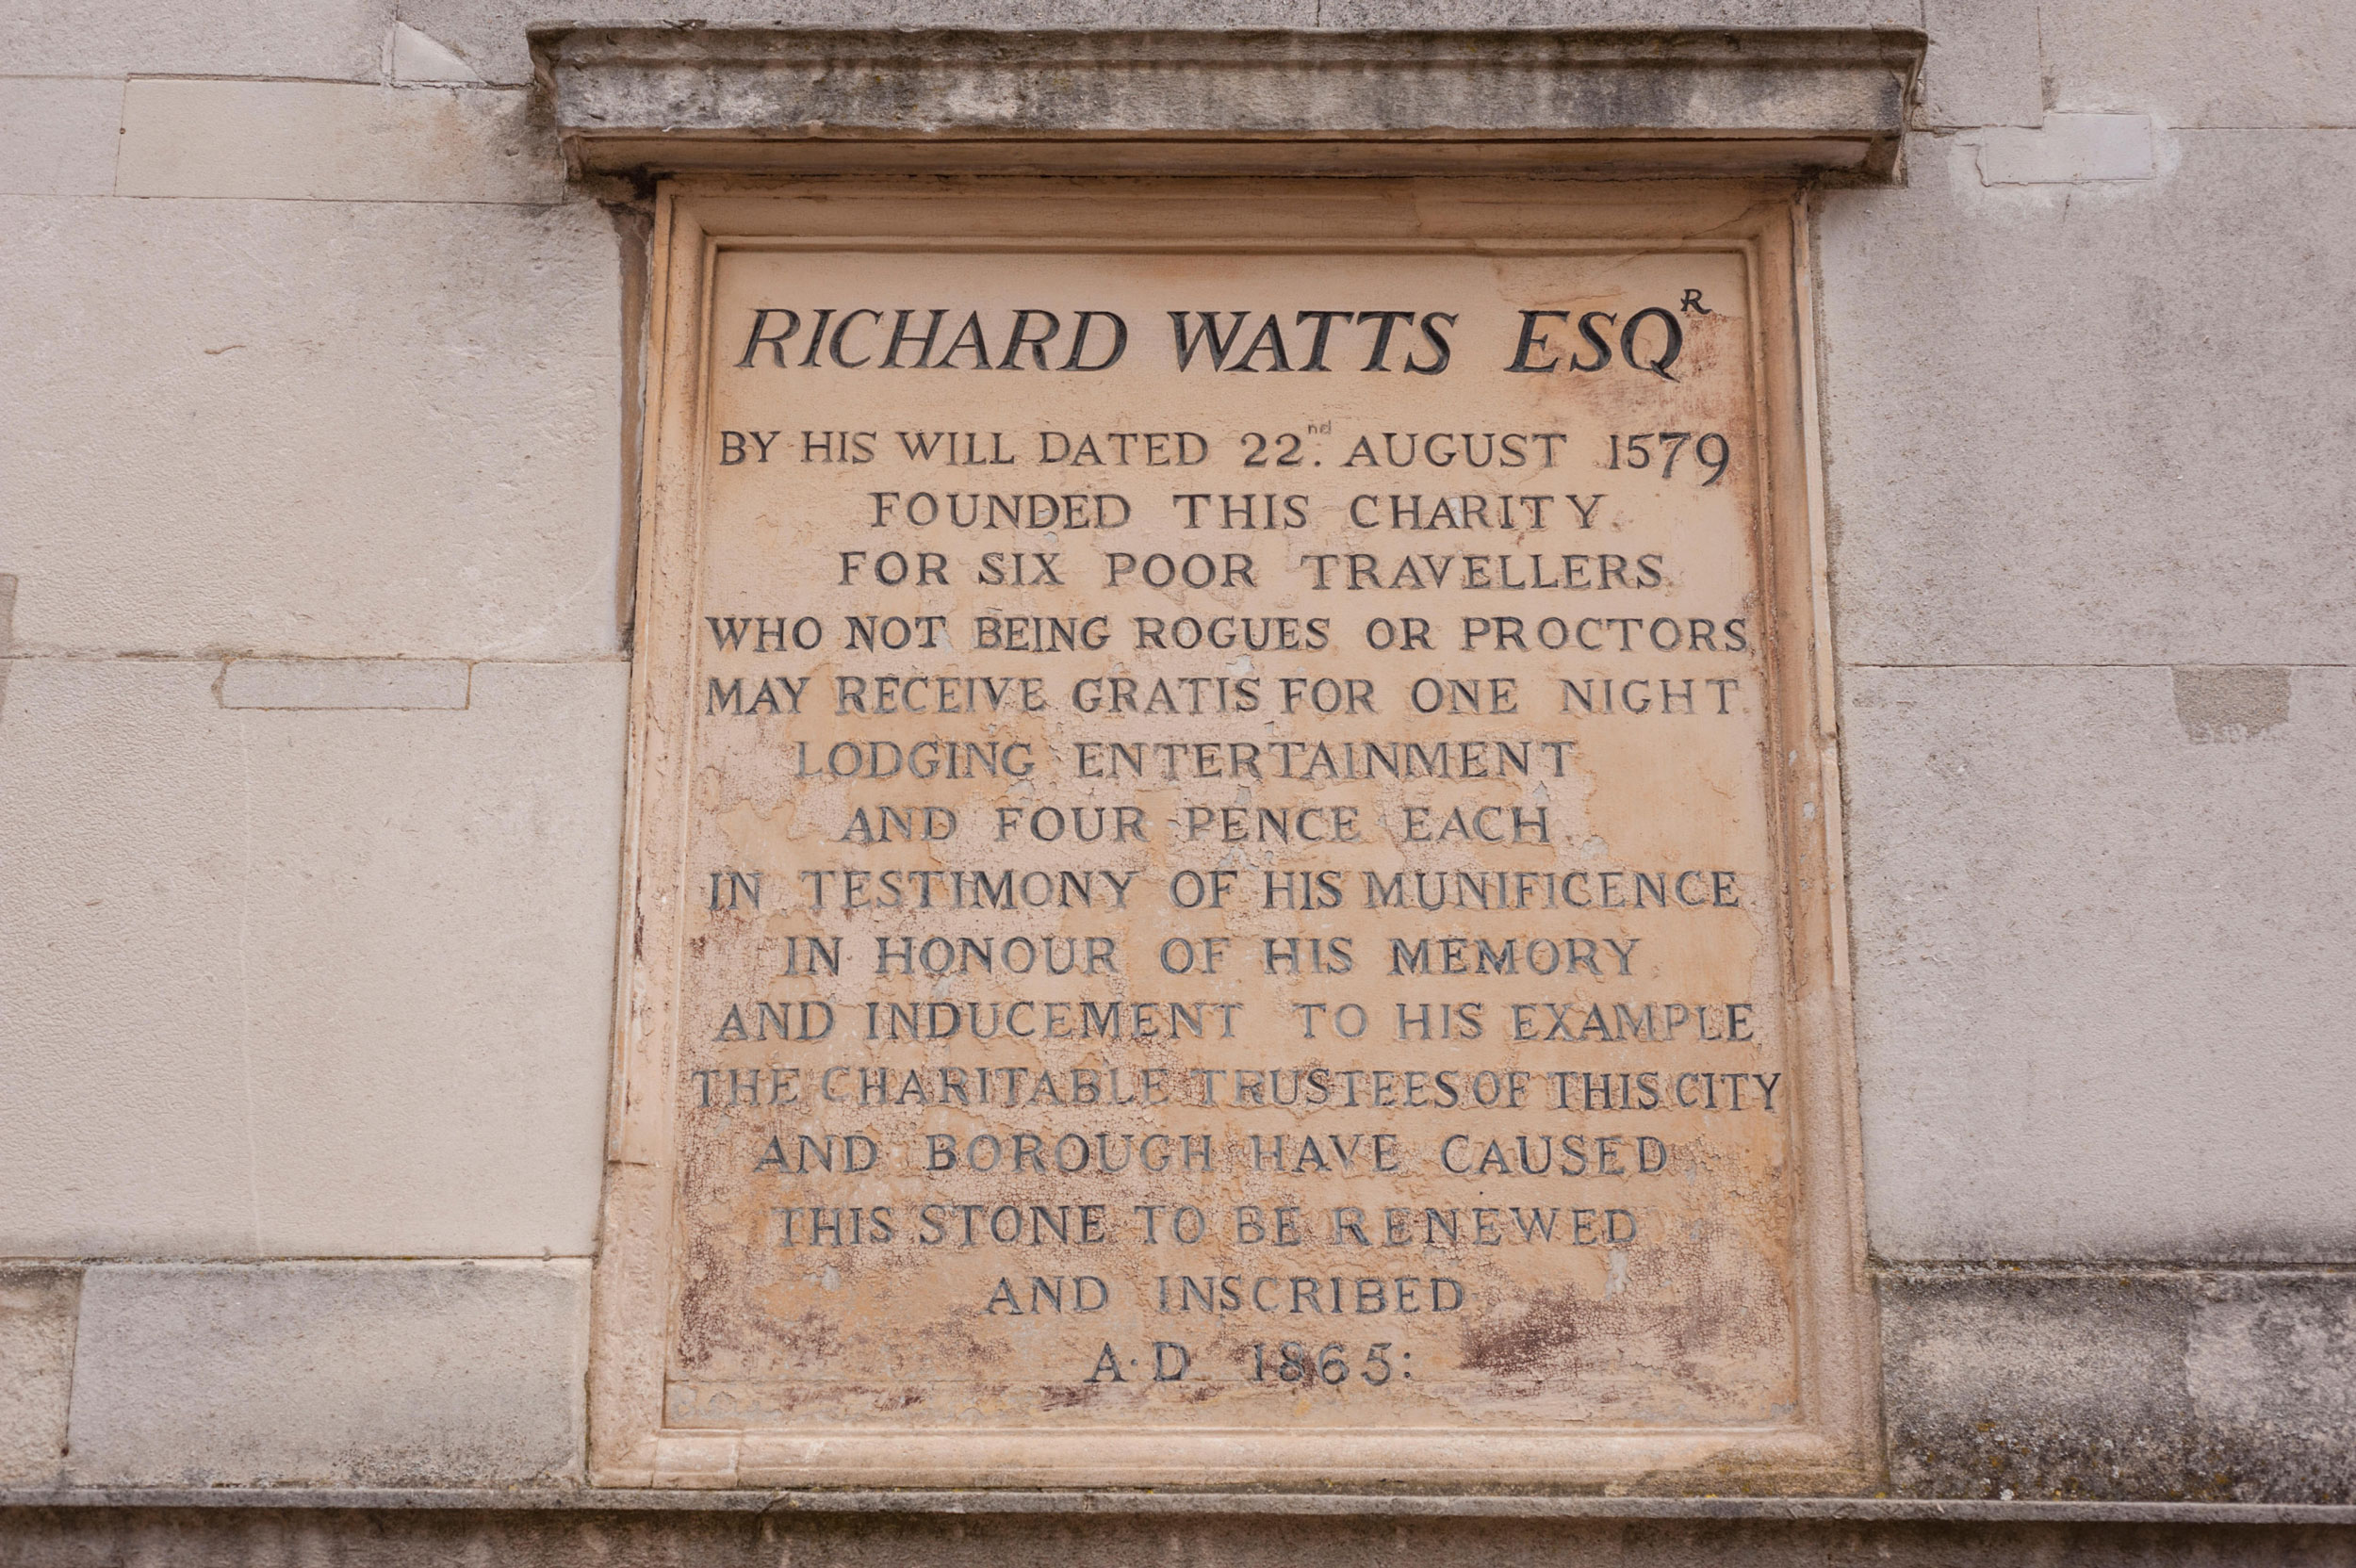 RICHARD WATTS ESQR
BY HIS WILL DATED 22nd. AUGUST 1579
FOUNDED THIS CHARITY
FOR SIX POOR TRAVELLERS
WHO NOT BEING ROGUES OR PROCTORS,
MAY RECEIVE GRATIS FOR ONE NIGHT
LODGING ENTERTAINMENT
AND FOUR PENCE EACH.
IN TESTIMONY OF HIS MUNIFICENCE
IN HONOUR OF HIS MEMORY
AND INDUCEMENT TO HIS EXAMPLE
THE CHARITABLE TRUSTEES OF THIS CITY
AND BOROUGH HAVE CAUSED
THIS STONE TO BE RENEWED
AND INSCRIBED
A·D 1865: